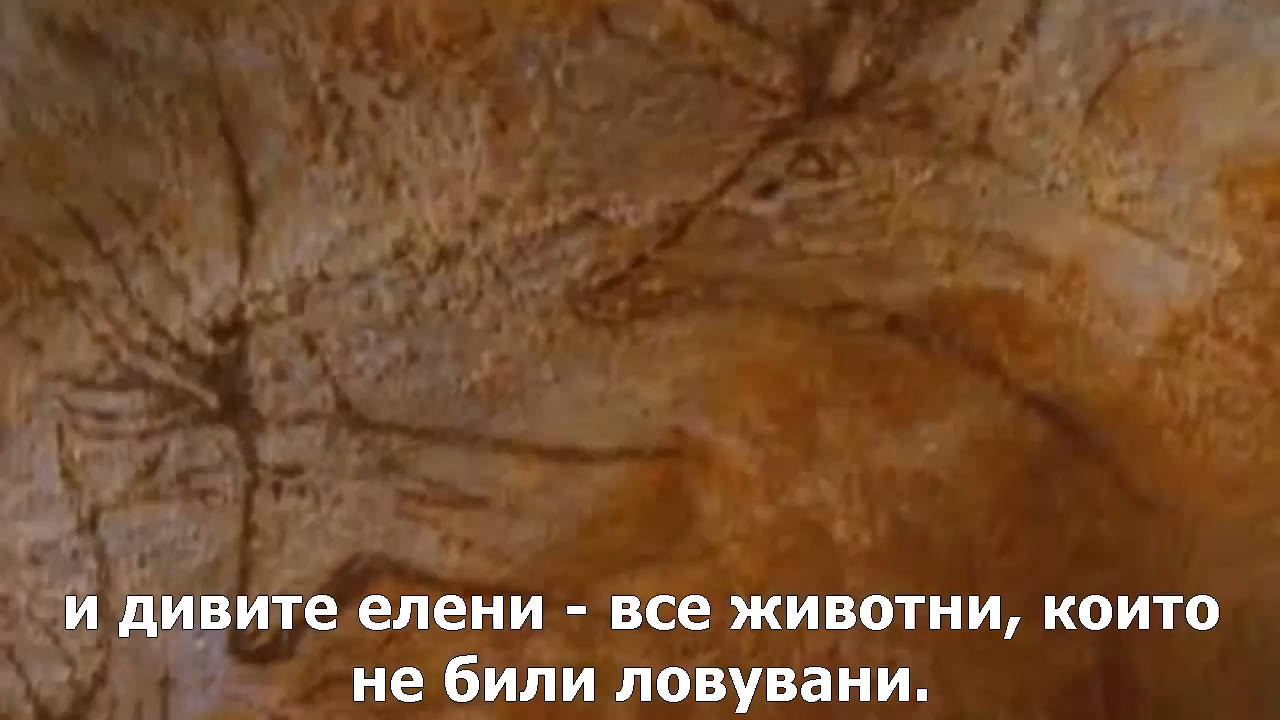 и дивите елени - все животни, които
не били ловувани.